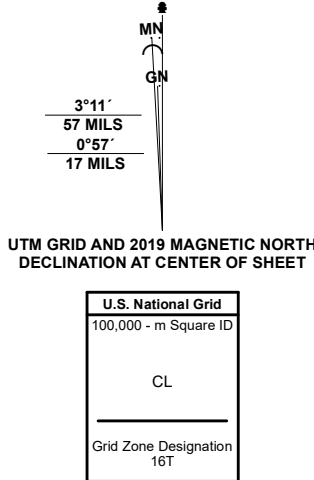 MN
GN
3°11´
57 MILS
0°57´
17 MILS
UTM GRID AND 2019 MAGNETIC NORTH
DECLINATION AT CENTER OF SHEET
U.S. National Grid
100,000 - m Square ID
CL
Grid Zone Designation
16T